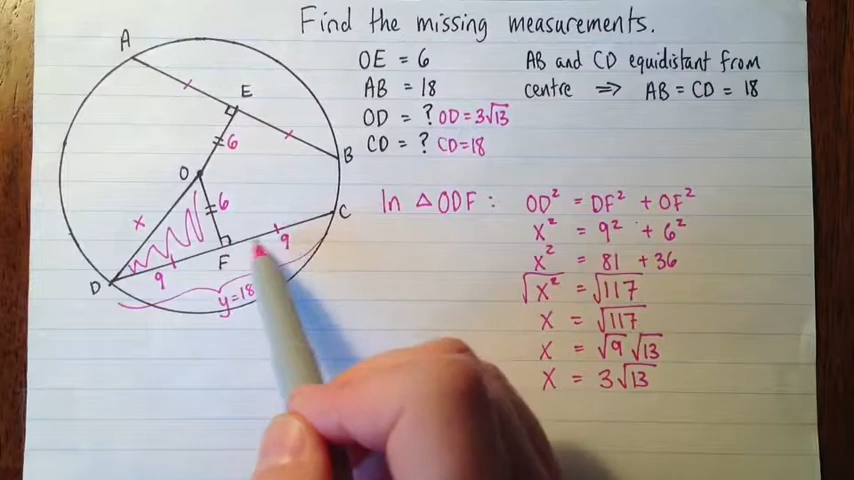 Find the missing measurements.
OE = 6
AB = 18
OD = ? OD = 3√13
CD = ? CD = 18
AB and CD equidistant from
centre ⇒ AB = CD = 18
In △ODF: OD² = DF² + OF²
x² = 9² + 6²
x² = 81 + 36
√x² = √117
x = √117
x = √9 √13
x = 3√13
A
E
6
B
O
6
C
x
9
F
9
D
y = 18